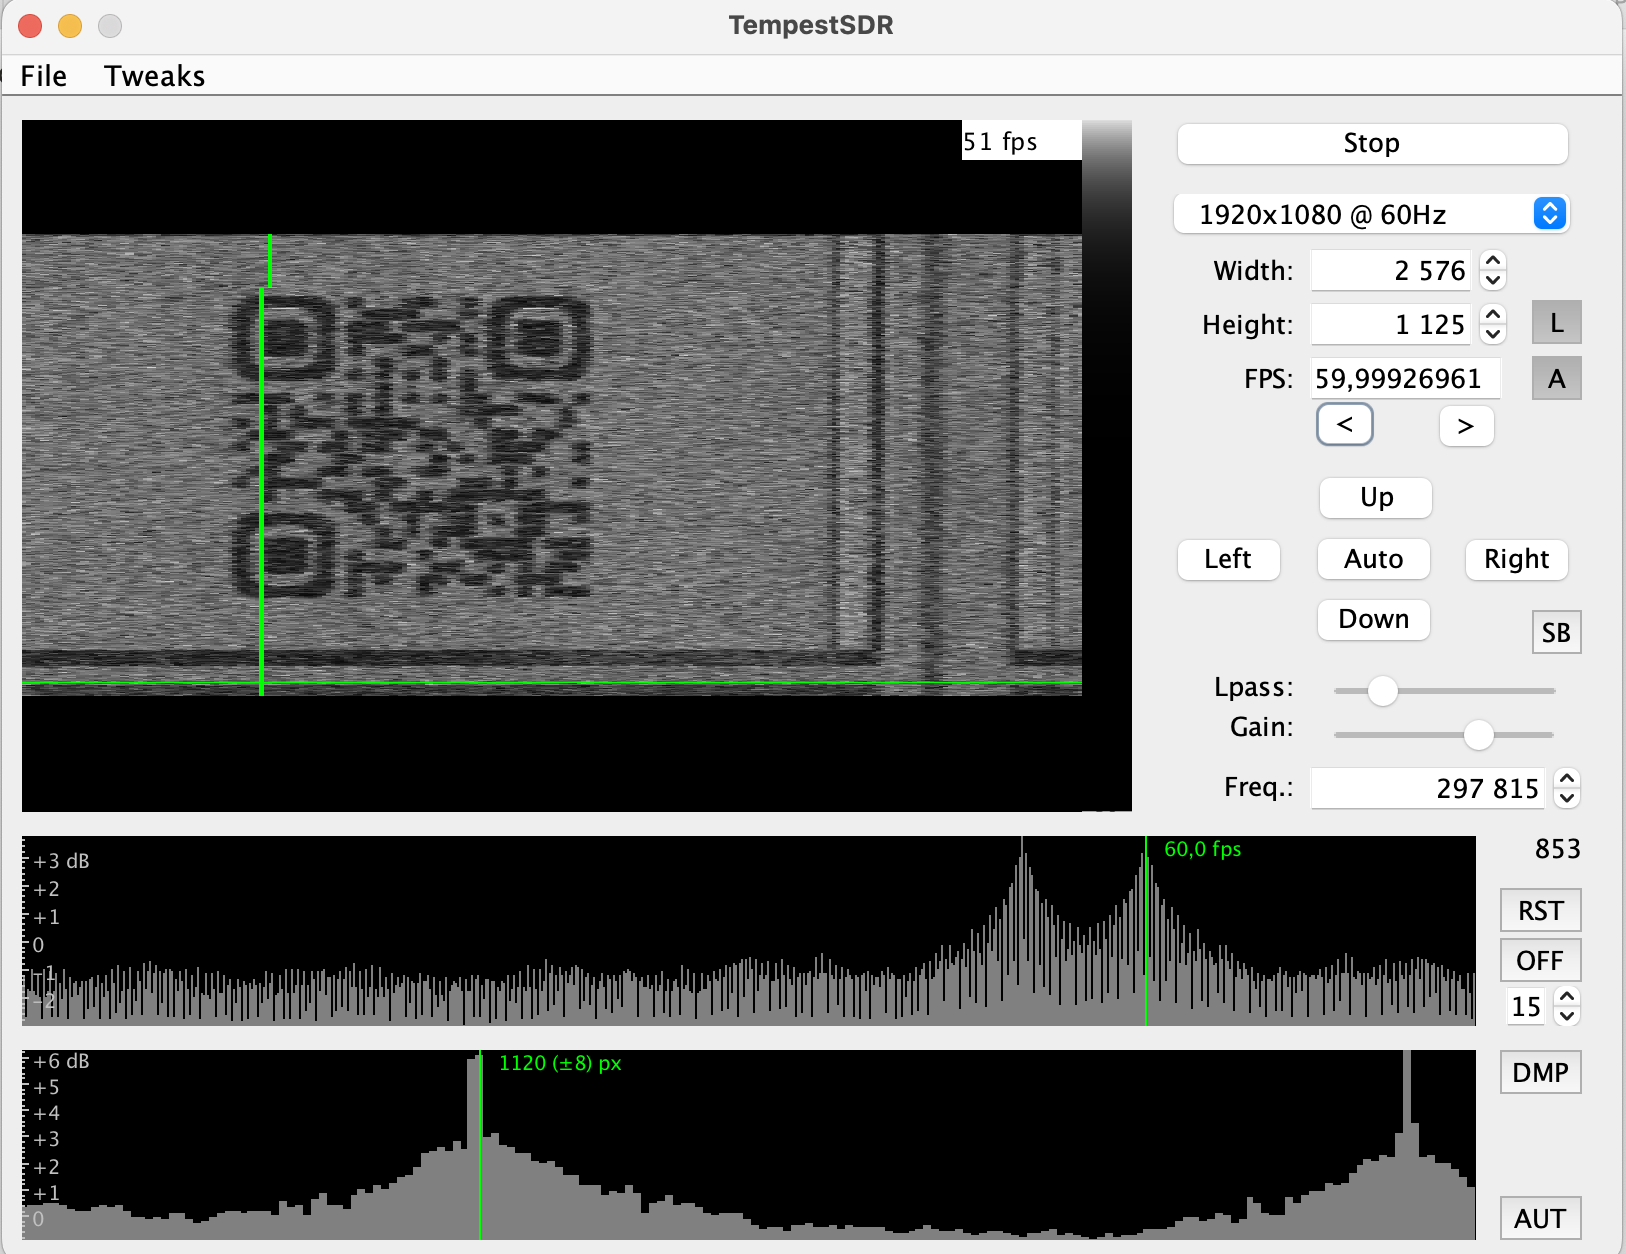 TempestSDR
File Tweaks
51 fps
Stop
1920x1080 @ 60Hz
Width: 2 576
Height: 1 125 L
FPS: 59,99926961 A
< >
Up
Left Auto Right
Down
SB
Lpass:
Gain:
Freq.: 297 815
+3 dB
+2
+1
0
-1
-2
60,0 fps
853
RST
OFF
15
+6 dB
+5
+4
+3
+2
+1
0
1120 (±8) px
DMP
AUT